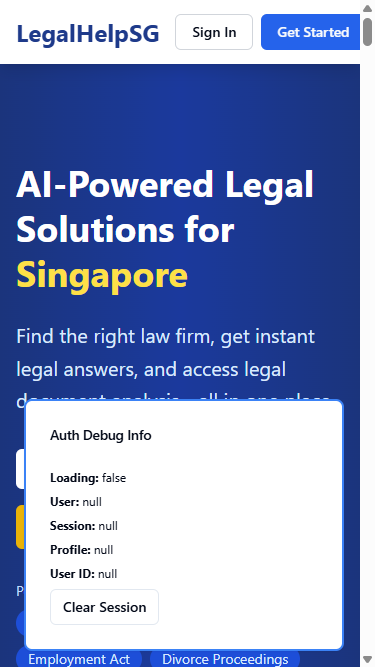 LegalHelpSG
Sign In
Get Started
AI-Powered Legal
Solutions for
Singapore
Find the right law firm, get instant
legal answers, and access legal
Auth Debug Info
Loading: false
User: null
Session: null
Profile: null
User ID: null
Clear Session
P
Employment Act
Divorce Proceedings